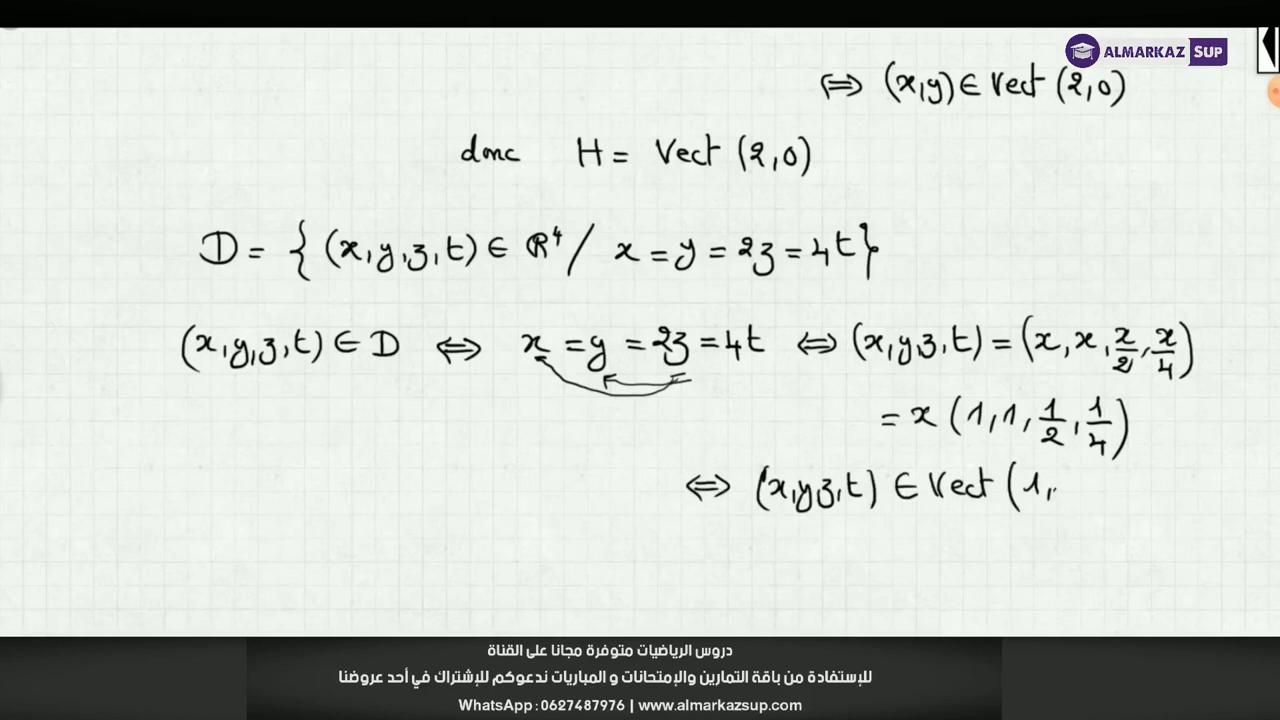 ALMARKAZ SUP
⇔ (x,y) ∈ Vect (2,0)
donc H = Vect (2,0)
D = { (x,y,z,t) ∈ ℝ⁴ / x = y = 2z = 4t }
(x,y,z,t) ∈ D ⇔ x = y = 2z = 4t ⇔ (x,y,z,t) = (x, x, x/2, x/4)
= x (1, 1, 1/2, 1/4)
⇔ (x,y,z,t) ∈ Vect (1,
دروس الرياضيات متوفرة مجانا على القناة
للإستفادة من باقة التمارين والإمتحانات و المباريات ندعوكم للإشتراك في أحد عروضنا
WhatsApp : 0627487976 | www.almarkazsup.com